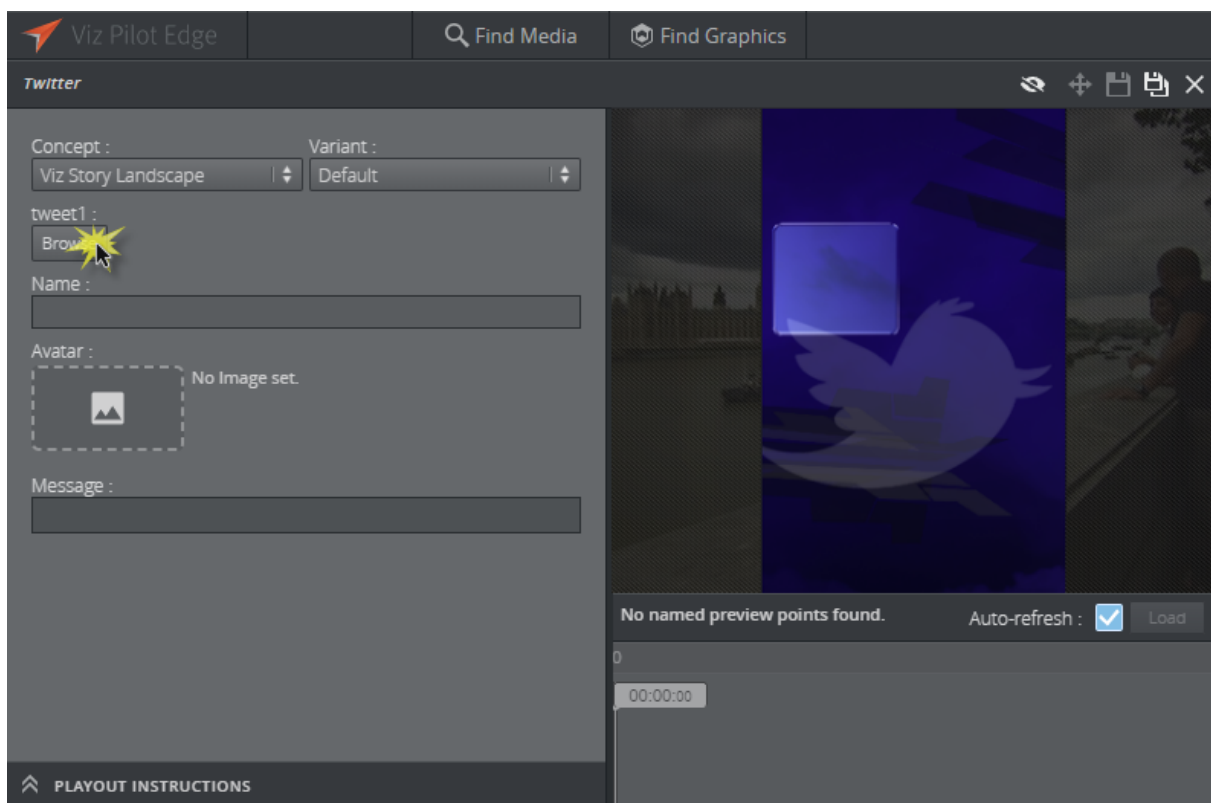 Viz Pilot Edge
Find Media
Find Graphics
Twitter
Concept :
Variant :
Viz Story Landscape
Default
tweet1 :
Browse
Name :
Avatar :
No Image set.
Message :
No named preview points found.
Auto-refresh :
Load
0
00:00:00
PLAYOUT INSTRUCTIONS